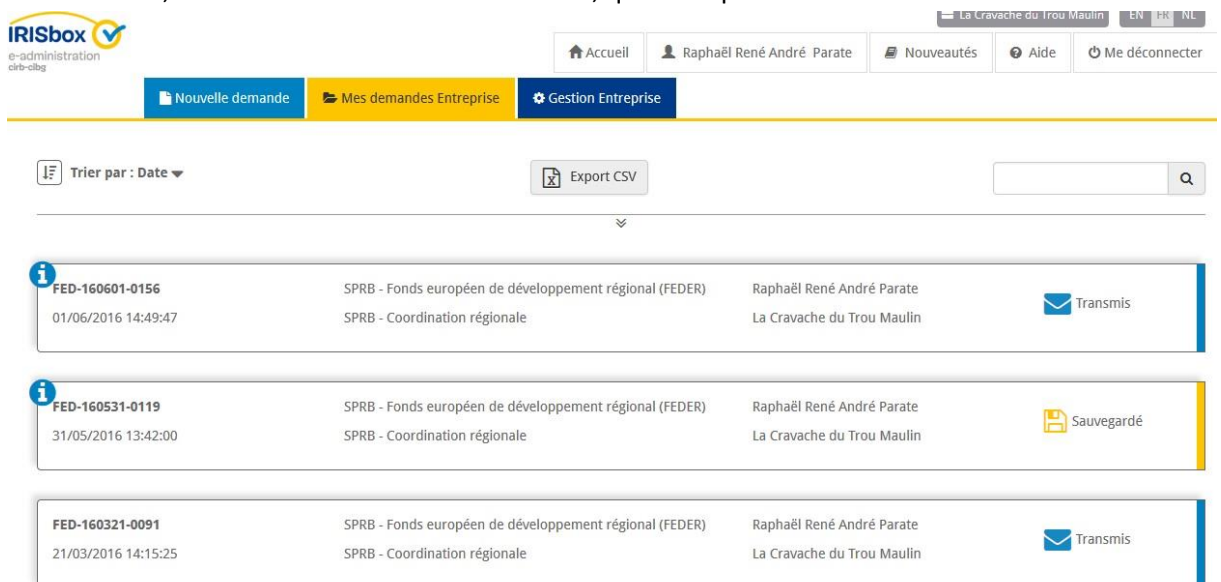 La Cravache du Trou Maulin EN FR NL
IRISbox
e-administration
cirb-cibg
Accueil Raphaël René André Parate Nouveautés Aide Me déconnecter
Nouvelle demande Mes demandes Entreprise Gestion Entreprise
Trier par : Date Export CSV
FED-160601-0156 SPRB - Fonds européen de développement régional (FEDER) Raphaël René André Parate
Transmis
01/06/2016 14:49:47 SPRB - Coordination régionale La Cravache du Trou Maulin
FED-160531-0119 SPRB - Fonds européen de développement régional (FEDER) Raphaël René André Parate
Sauvegardé
31/05/2016 13:42:00 SPRB - Coordination régionale La Cravache du Trou Maulin
FED-160321-0091 SPRB - Fonds européen de développement régional (FEDER) Raphaël René André Parate
Transmis
21/03/2016 14:15:25 SPRB - Coordination régionale La Cravache du Trou Maulin